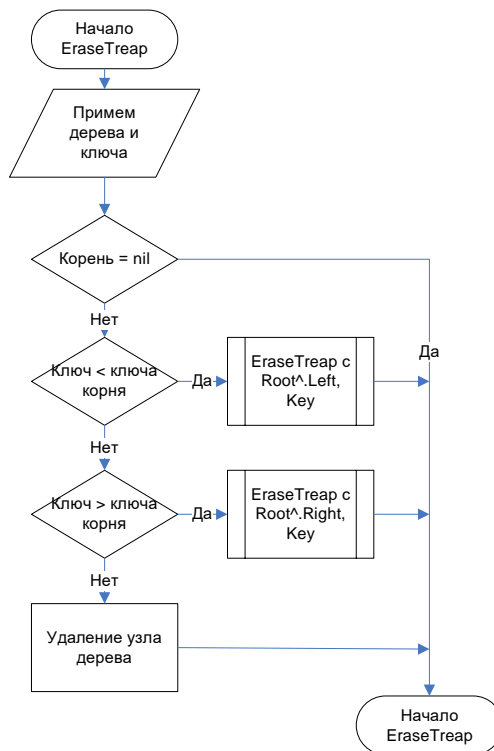 Начало
EraseTreap
Примем
дерева и
ключа
Корень = nil
Нет
Да
Ключ < ключа
корня
Да
EraseTreap с
Root^.Left,
Key
Нет
Ключ > ключа
корня
Да
EraseTreap с
Root^.Right,
Key
Нет
Удаление узла
дерева
Начало
EraseTreap